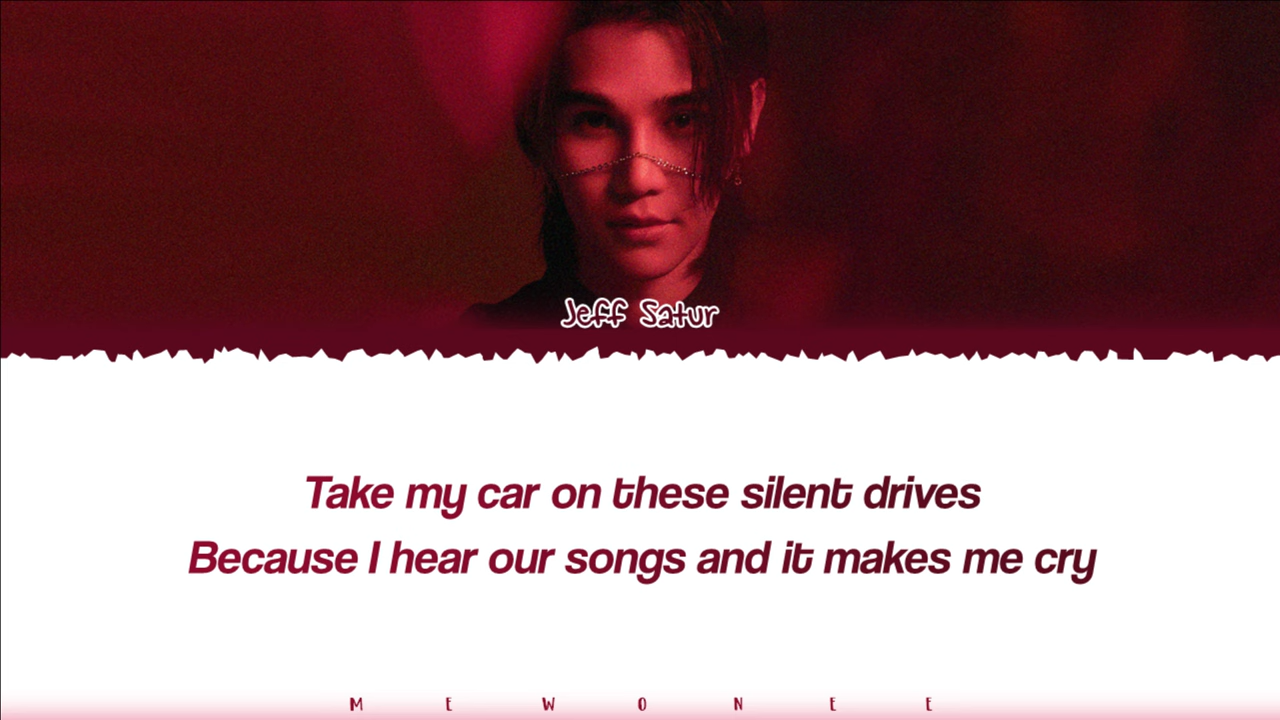 Jeff Satur
Take my car on these silent drives
Because I hear our songs and it makes me cry
M E W O N E E